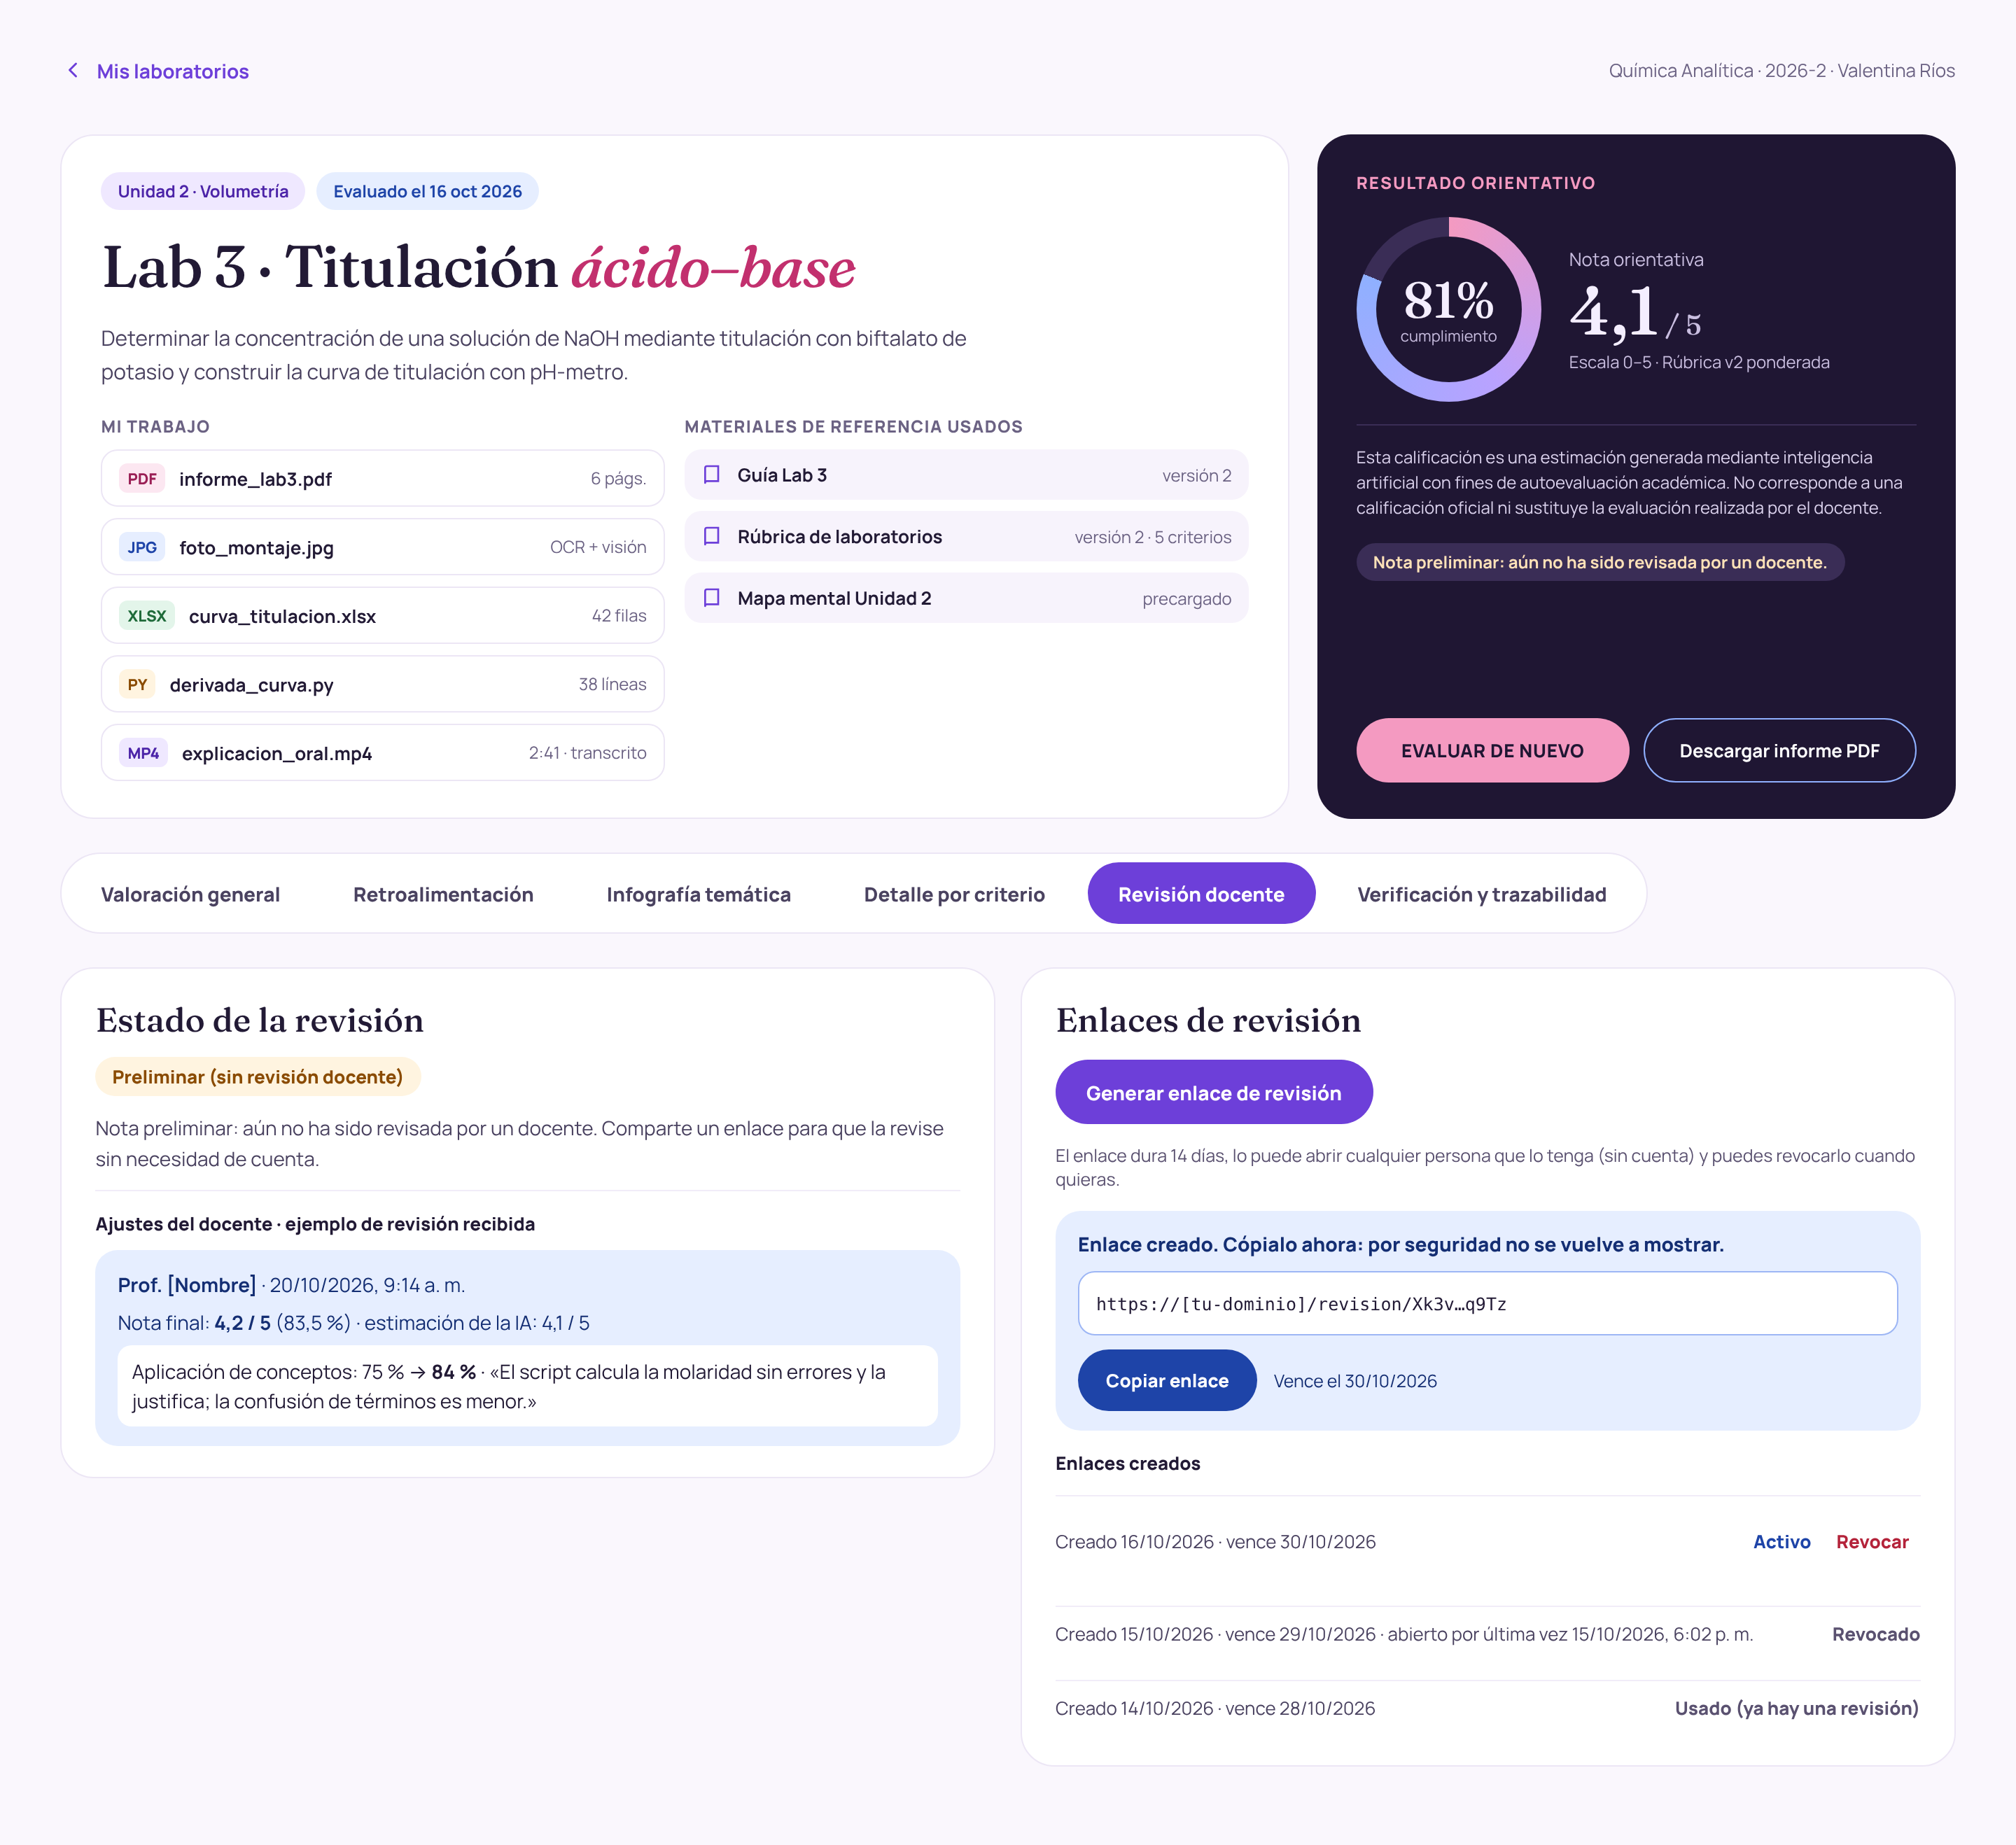 Mis laboratorios
Química Analítica · 2026-2 · Valentina Ríos
Unidad 2 · Volumetría
Evaluado el 16 oct 2026
Lab 3 · Titulación ácido–base
Determinar la concentración de una solución de NaOH mediante titulación con biftalato de
potasio y construir la curva de titulación con pH-metro.
MI TRABAJO
PDF informe_lab3.pdf 6 págs.
JPG foto_montaje.jpg OCR + visión
XLSX curva_titulacion.xlsx 42 filas
PY derivada_curva.py 38 líneas
MP4 explicacion_oral.mp4 2:41 · transcrito
MATERIALES DE REFERENCIA USADOS
Guía Lab 3 versión 2
Rúbrica de laboratorios versión 2 · 5 criterios
Mapa mental Unidad 2 precargado
RESULTADO ORIENTATIVO
81%
cumplimiento
Nota orientativa
4,1 / 5
Escala 0–5 · Rúbrica v2 ponderada
Esta calificación es una estimación generada mediante inteligencia
artificial con fines de autoevaluación académica. No corresponde a una
calificación oficial ni sustituye la evaluación realizada por el docente.
Nota preliminar: aún no ha sido revisada por un docente.
EVALUAR DE NUEVO
Descargar informe PDF
Valoración general
Retroalimentación
Infografía temática
Detalle por criterio
Revisión docente
Verificación y trazabilidad
Estado de la revisión
Preliminar (sin revisión docente)
Nota preliminar: aún no ha sido revisada por un docente. Comparte un enlace para que la revise
sin necesidad de cuenta.
Ajustes del docente · ejemplo de revisión recibida
Prof. [Nombre] · 20/10/2026, 9:14 a. m.
Nota final: 4,2 / 5 (83,5 %) · estimación de la IA: 4,1 / 5
Aplicación de conceptos: 75 % → 84 % · «El script calcula la molaridad sin errores y la
justifica; la confusión de términos es menor.»
Enlaces de revisión
Generar enlace de revisión
El enlace dura 14 días, lo puede abrir cualquier persona que lo tenga (sin cuenta) y puedes revocarlo cuando
quieras.
Enlace creado. Cópialo ahora: por seguridad no se vuelve a mostrar.
https://[tu-dominio]/revision/Xk3v…q9Tz
Copiar enlace
Vence el 30/10/2026
Enlaces creados
Creado 16/10/2026 · vence 30/10/2026 Activo Revocar
Creado 15/10/2026 · vence 29/10/2026 · abierto por última vez 15/10/2026, 6:02 p. m. Revocado
Creado 14/10/2026 · vence 28/10/2026 Usado (ya hay una revisión)